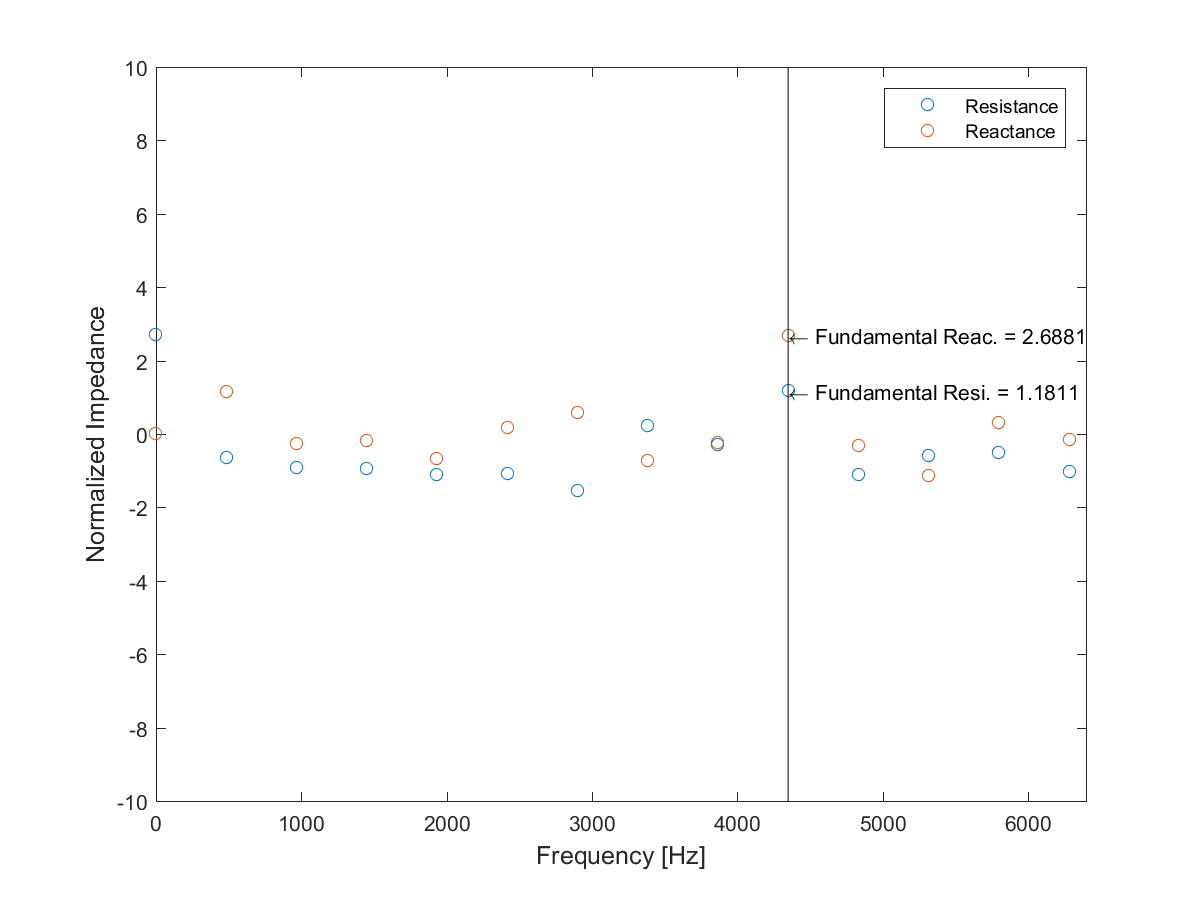 10
8
6
4
2
0
-2
-4
-6
-8
-10
Normalized Impedance
Resistance
Reactance
← Fundamental Reac. = 2.6881
← Fundamental Resi. = 1.1811
0 1000 2000 3000 4000 5000 6000
Frequency [Hz]